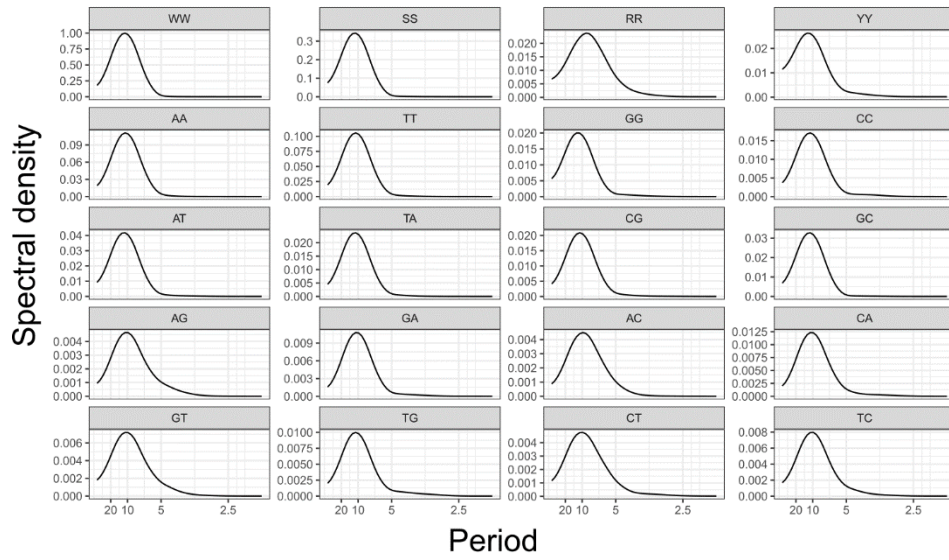 WW SS RR YY
1.00 0.75 0.50 0.25 0.00
0.3 0.2 0.1 0.0
0.020 0.015 0.010 0.005 0.000
0.02 0.01 0.00
AA TT GG CC
0.09 0.06 0.03 0.00
0.100 0.075 0.050 0.025 0.000
0.020 0.015 0.010 0.005 0.000
0.015 0.010 0.005 0.000
AT TA CG GC
0.04 0.03 0.02 0.01 0.00
0.020 0.015 0.010 0.005 0.000
0.020 0.015 0.010 0.005 0.000
0.03 0.02 0.01 0.00
AG GA AC CA
0.004 0.003 0.002 0.001 0.000
0.009 0.006 0.003 0.000
0.004 0.003 0.002 0.001 0.000
0.0125 0.0100 0.0075 0.0050 0.0025 0.0000
GT TG CT TC
0.006 0.004 0.002 0.000
0.0100 0.0075 0.0050 0.0025 0.0000
0.004 0.003 0.002 0.001 0.000
0.008 0.006 0.004 0.002 0.000
20 10 5 2.5 20 10 5 2.5 20 10 5 2.5 20 10 5 2.5
Spectral density
Period